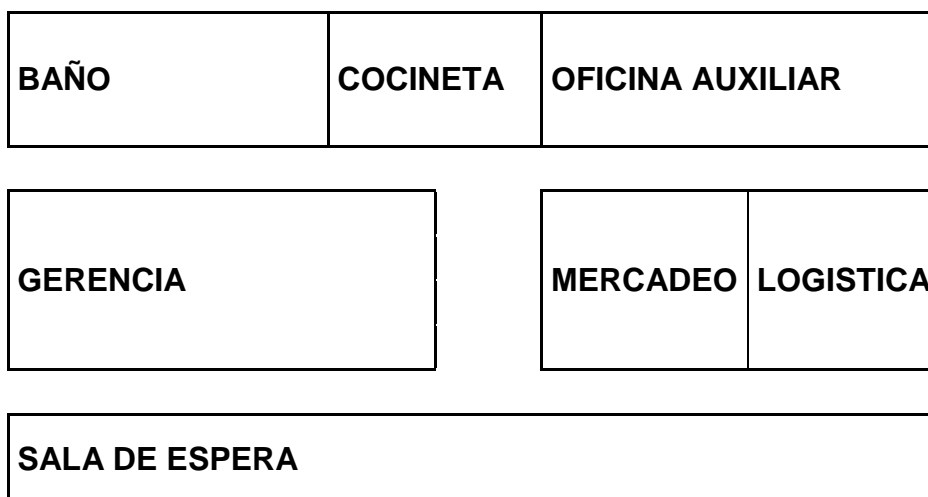 BAÑO COCINETA OFICINA AUXILIAR
GERENCIA MERCADEO LOGISTICA
SALA DE ESPERA